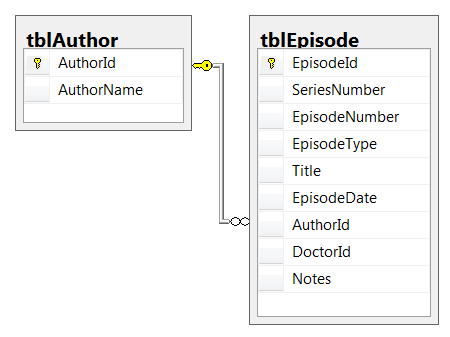 tblAuthor
AuthorId
AuthorName
tblEpisode
EpisodeId
SeriesNumber
EpisodeNumber
EpisodeType
Title
EpisodeDate
AuthorId
DoctorId
Notes